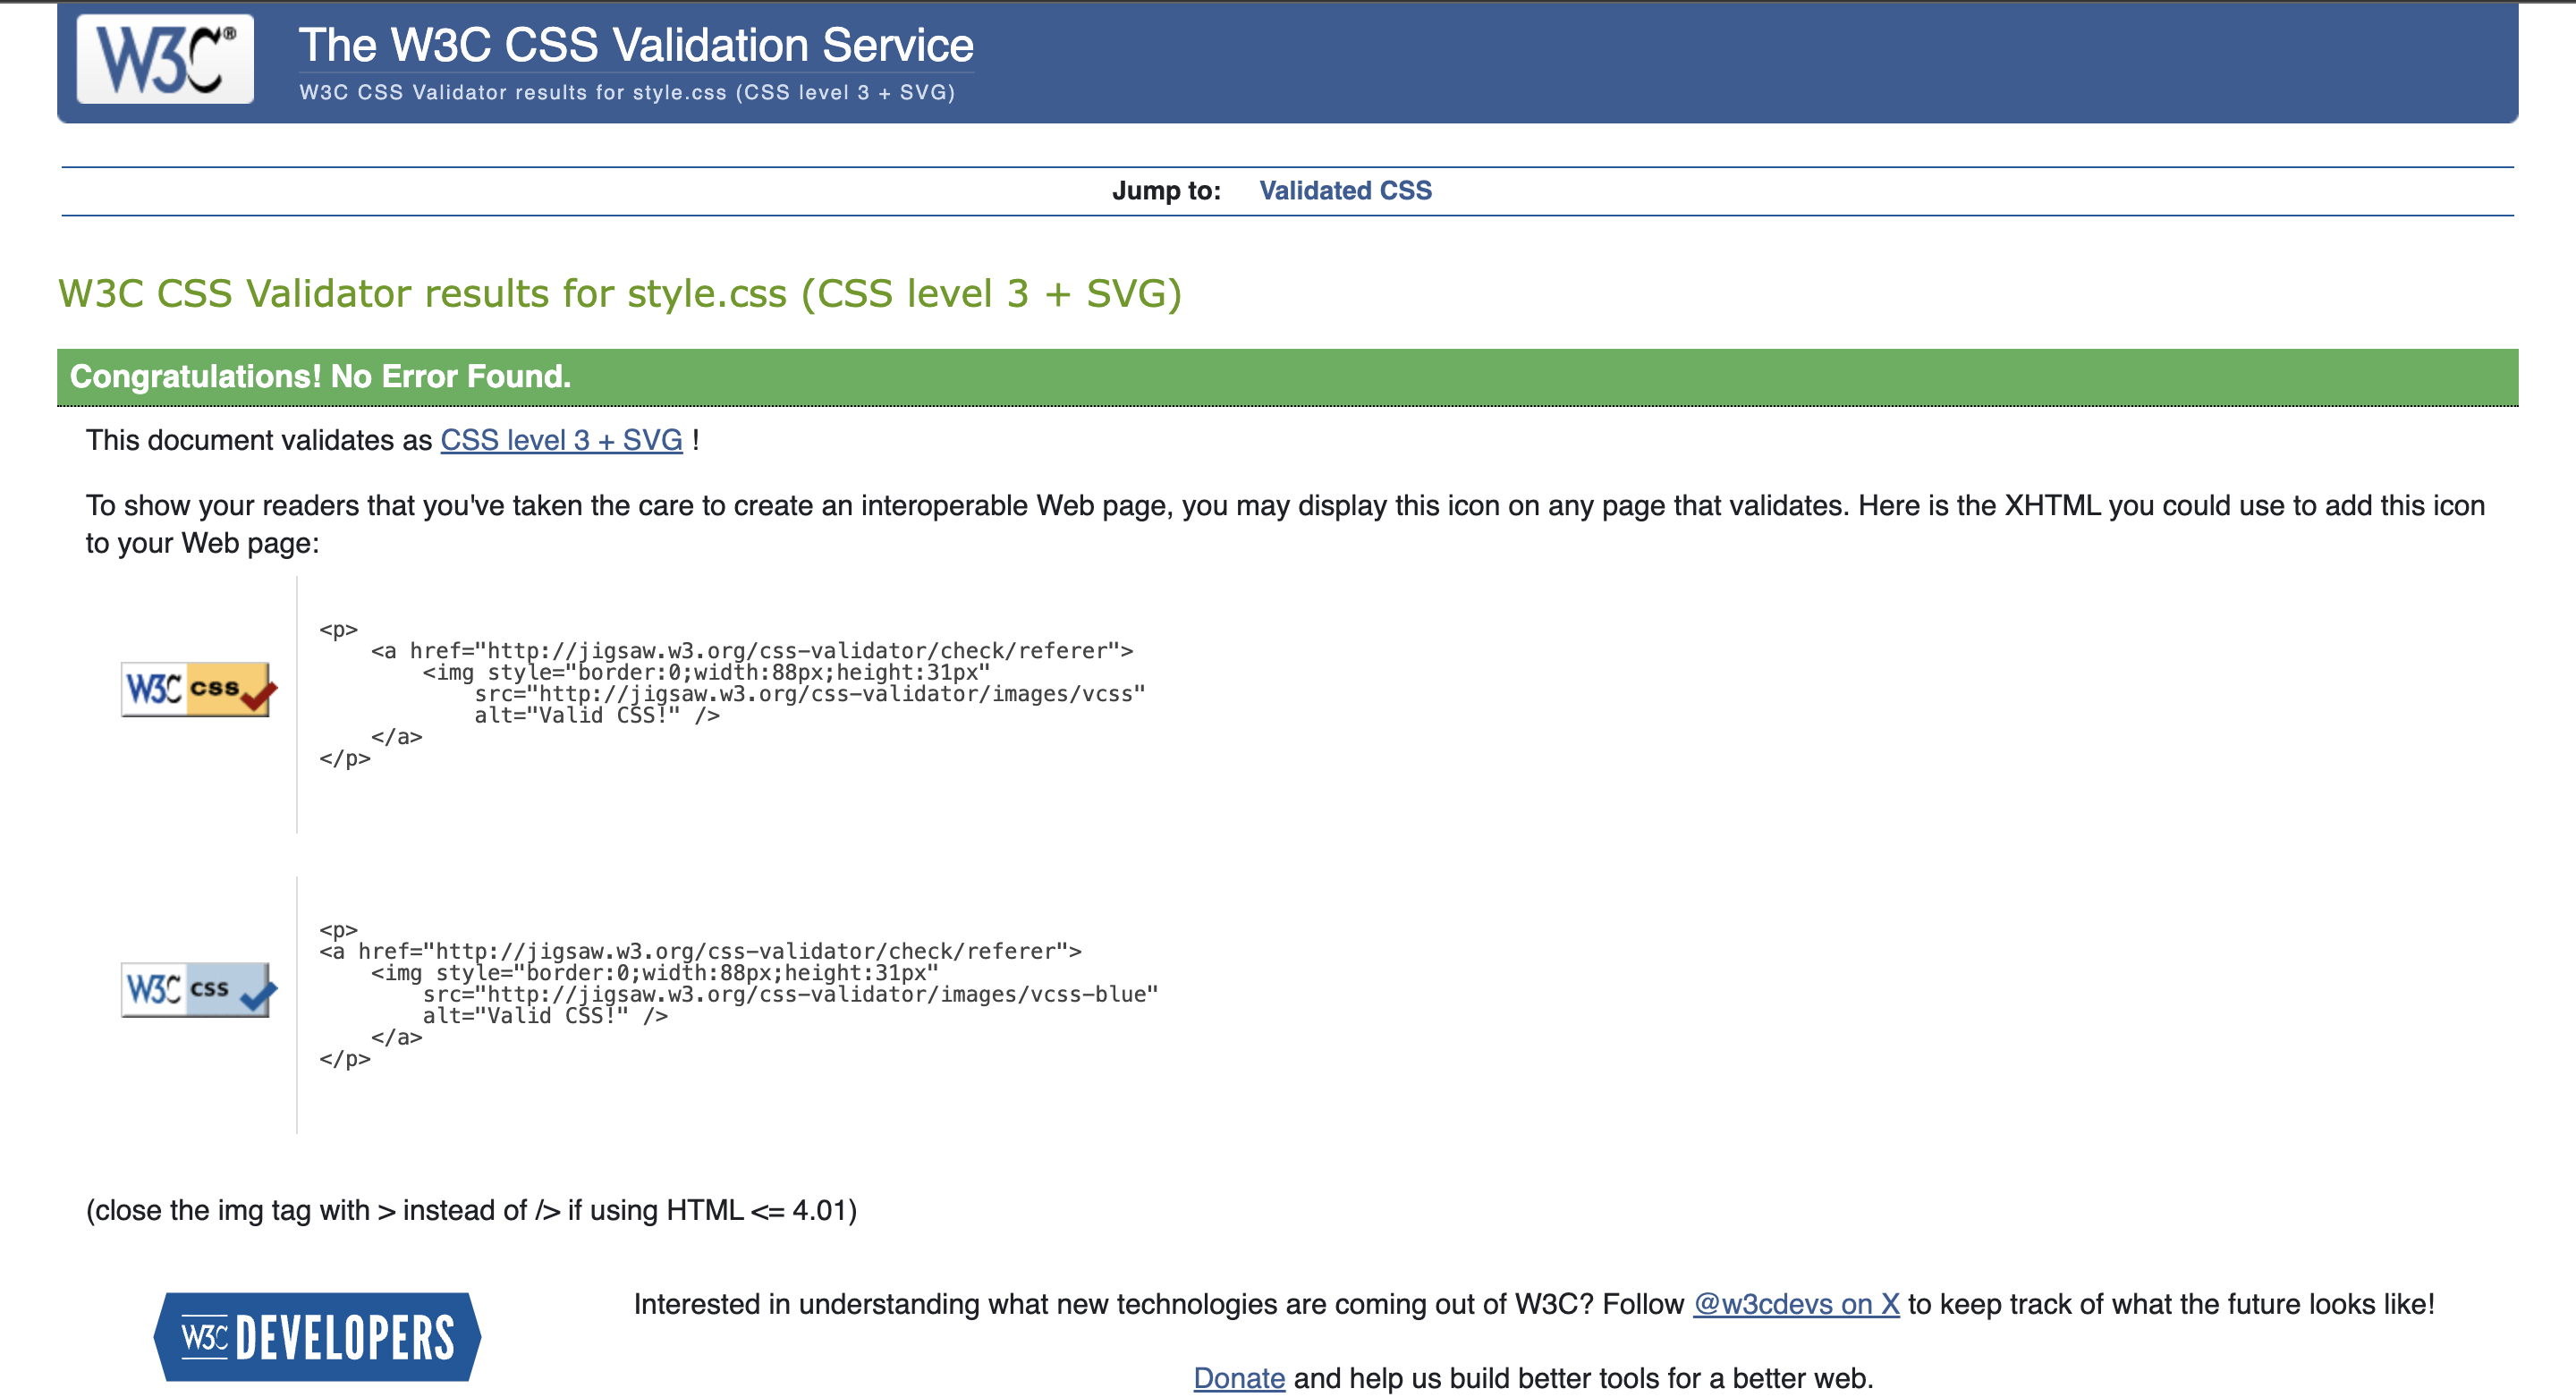 W3C® The W3C CSS Validation Service
W3C CSS Validator results for style.css (CSS level 3 + SVG)
Jump to: Validated CSS
W3C CSS Validator results for style.css (CSS level 3 + SVG)
Congratulations! No Error Found.
This document validates as CSS level 3 + SVG !
To show your readers that you've taken the care to create an interoperable Web page, you may display this icon on any page that validates. Here is the XHTML you could use to add this icon
to your Web page:
W3C css
<p>
    <a href="http://jigsaw.w3.org/css-validator/check/referer">
        <img style="border:0;width:88px;height:31px"
            src="http://jigsaw.w3.org/css-validator/images/vcss"
            alt="Valid CSS!" />
    </a>
</p>
W3C css
<p>
<a href="http://jigsaw.w3.org/css-validator/check/referer">
    <img style="border:0;width:88px;height:31px"
        src="http://jigsaw.w3.org/css-validator/images/vcss-blue"
        alt="Valid CSS!" />
    </a>
</p>
(close the img tag with > instead of /> if using HTML <= 4.01)
W3C DEVELOPERS
Interested in understanding what new technologies are coming out of W3C? Follow @w3cdevs on X to keep track of what the future looks like!
Donate and help us build better tools for a better web.